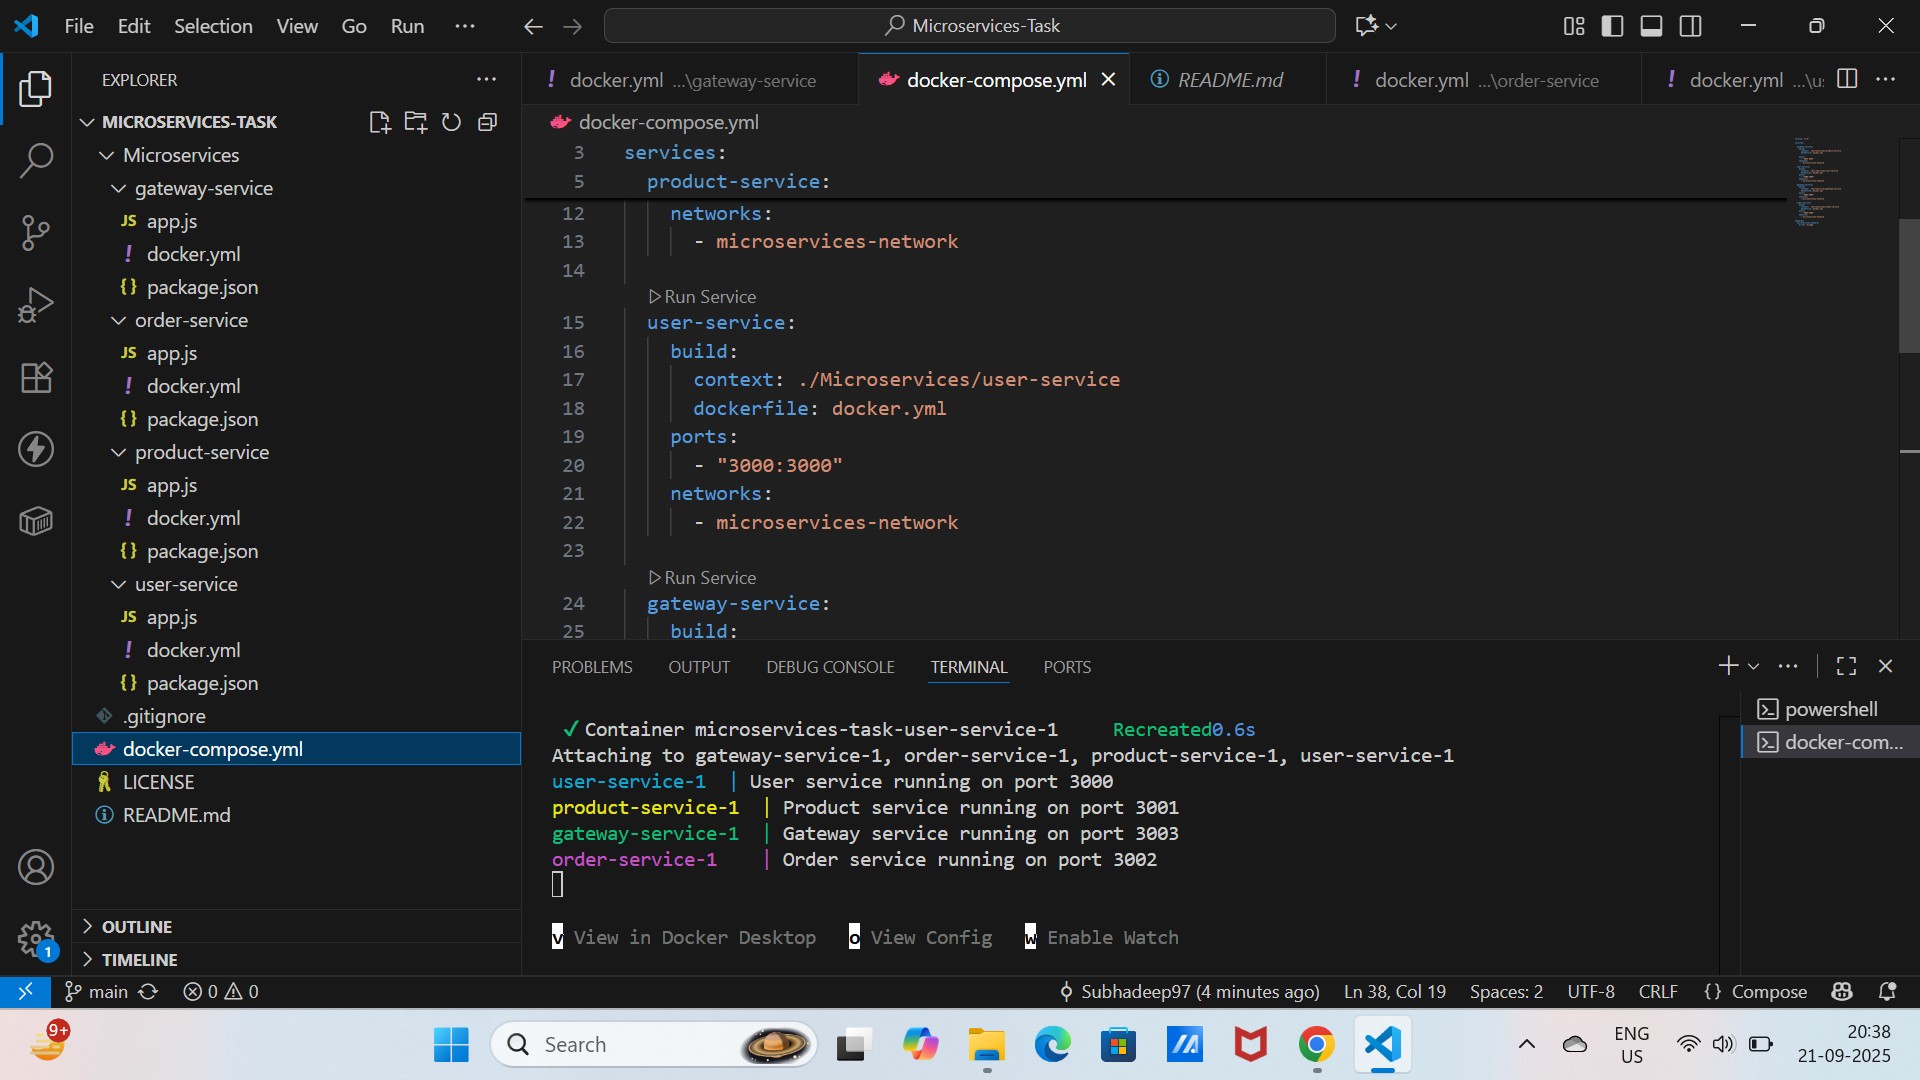 File Edit Selection View Go Run ···
Microservices-Task
EXPLORER
MICROSERVICES-TASK
Microservices
gateway-service
JS app.js
! docker.yml
{} package.json
order-service
JS app.js
! docker.yml
{} package.json
product-service
JS app.js
! docker.yml
{} package.json
user-service
JS app.js
! docker.yml
{} package.json
.gitignore
docker-compose.yml
LICENSE
README.md
OUTLINE
TIMELINE
1
! docker.yml ...\gateway-service
docker-compose.yml
README.md
! docker.yml ...\order-service
! docker.yml ...\us
docker-compose.yml
3 services:
5 product-service:
12 networks:
13 - microservices-network
14
Run Service
15 user-service:
16 build:
17 context: ./Microservices/user-service
18 dockerfile: docker.yml
19 ports:
20 - "3000:3000"
21 networks:
22 - microservices-network
23
Run Service
24 gateway-service:
25 build:
PROBLEMS OUTPUT DEBUG CONSOLE TERMINAL PORTS
✓ Container microservices-task-user-service-1 Recreated0.6s
Attaching to gateway-service-1, order-service-1, product-service-1, user-service-1
user-service-1 | User service running on port 3000
product-service-1 | Product service running on port 3001
gateway-service-1 | Gateway service running on port 3003
order-service-1 | Order service running on port 3002
v View in Docker Desktop o View Config w Enable Watch
powershell
docker-com...
main 0 0 Subhadeep97 (4 minutes ago) Ln 38, Col 19 Spaces: 2 UTF-8 CRLF {} Compose
9+
Search
ENG
US
20:38
21-09-2025